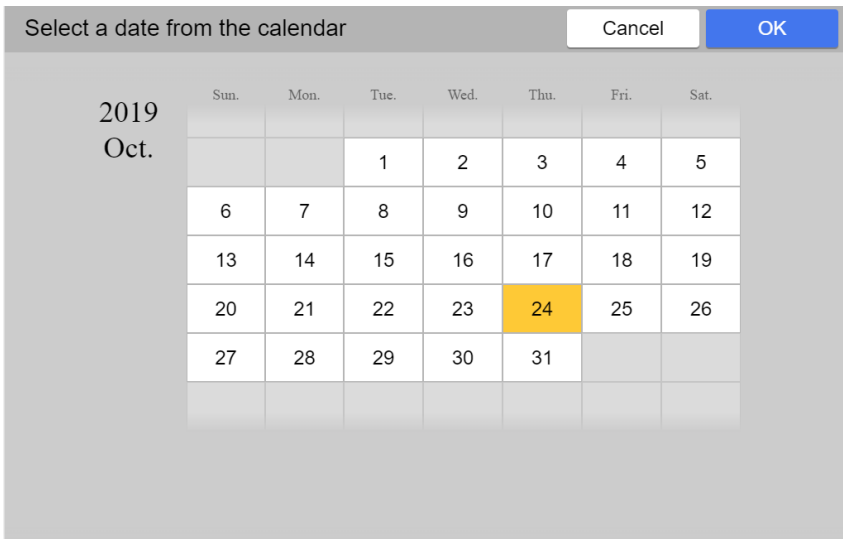 Select a date from the calendar Cancel OK
2019 Sun. Mon. Tue. Wed. Thu. Fri. Sat.
Oct. 1 2 3 4 5
6 7 8 9 10 11 12
13 14 15 16 17 18 19
20 21 22 23 24 25 26
27 28 29 30 31